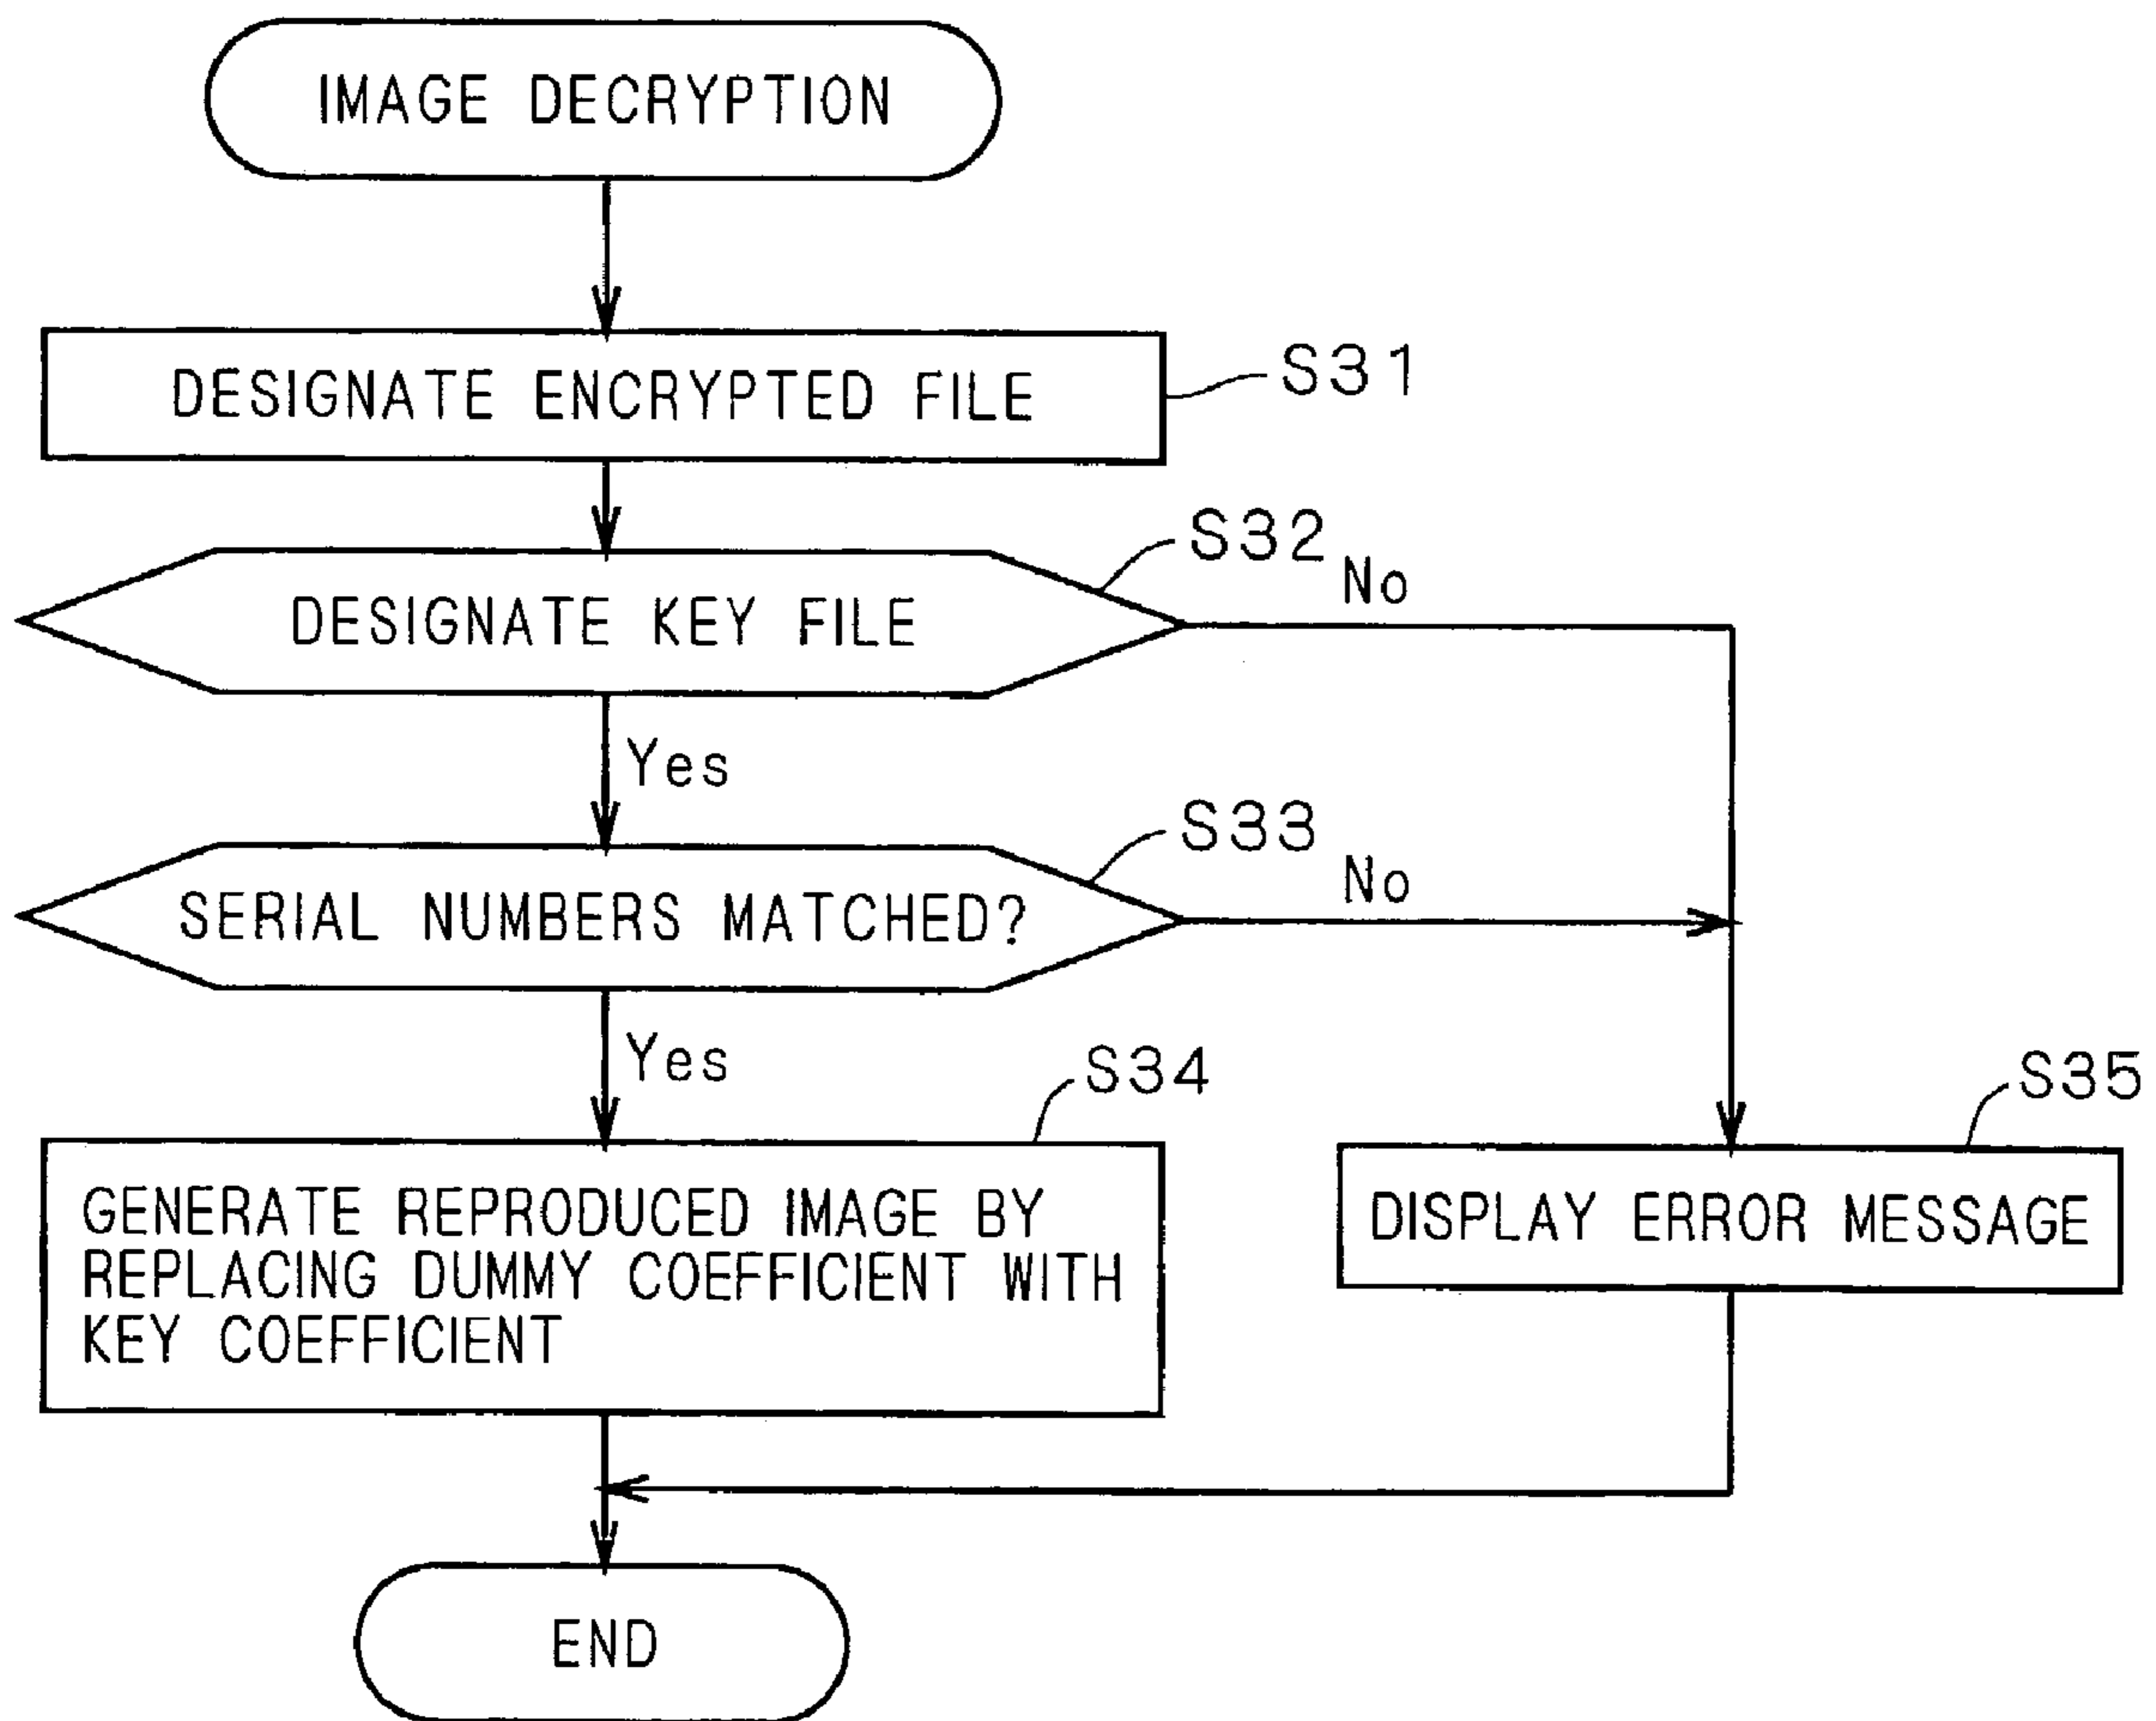 IMAGE DECRYPTION
DESIGNATE ENCRYPTED FILE
S31
S32
No
DESIGNATE KEY FILE
Yes
S33
No
SERIAL NUMBERS MATCHED?
Yes
S34
S35
GENERATE REPRODUCED IMAGE BY
REPLACING DUMMY COEFFICIENT WITH
KEY COEFFICIENT
DISPLAY ERROR MESSAGE
END